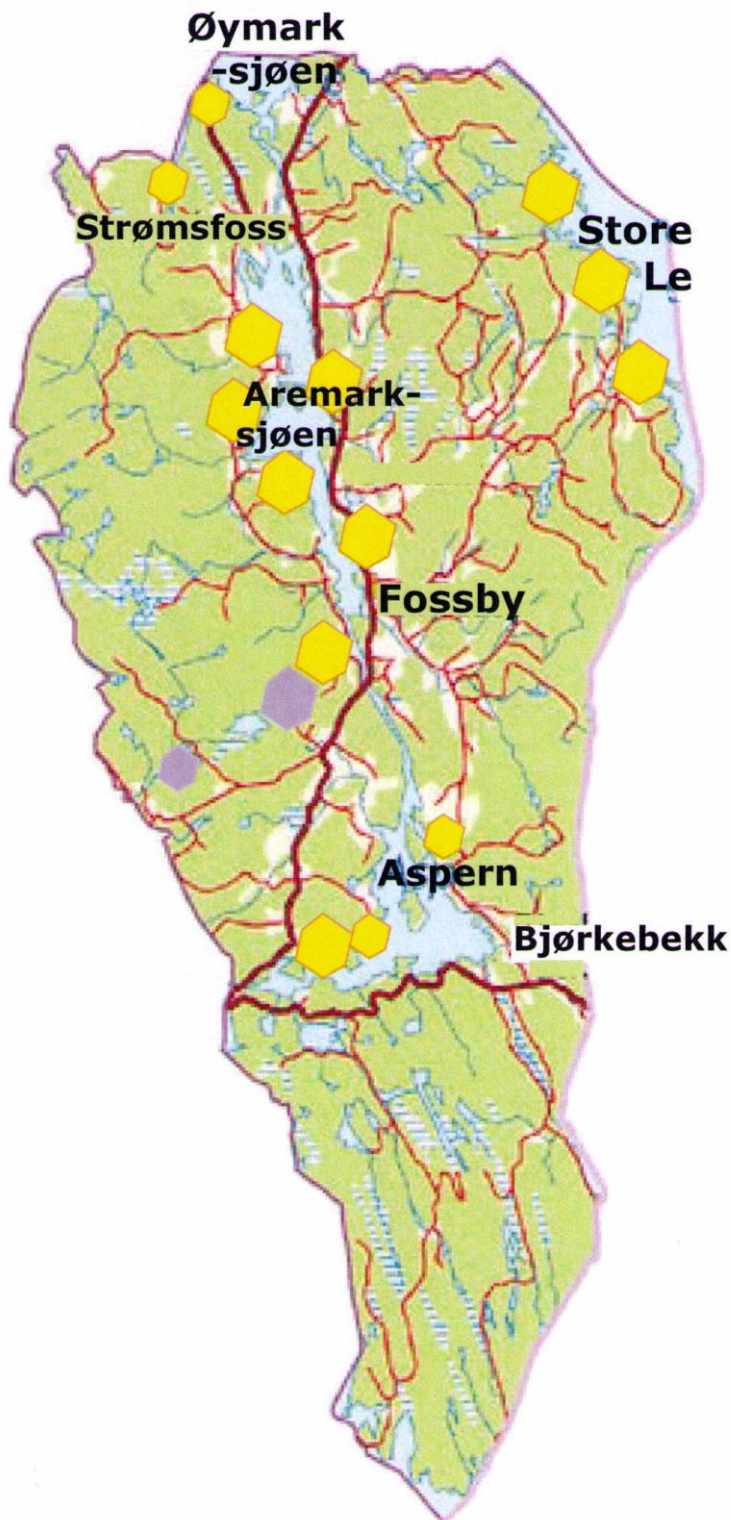 Øymark
-sjøen
Strømsfoss
Store
Le
Aremark-
sjøen
Fossby
Aspern
Bjørkebekk